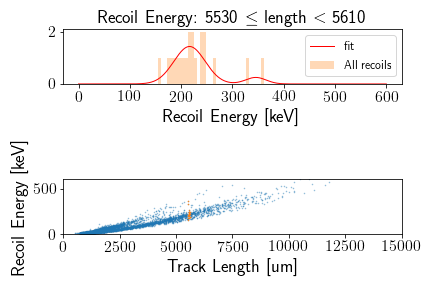 Recoil Energy: 5530 ≤ length < 5610
2
0
fit
All recoils
0 100 200 300 400 500 600
Recoil Energy [keV]
Recoil Energy [keV]
500
0
0 2500 5000 7500 10000 12500 15000
Track Length [um]